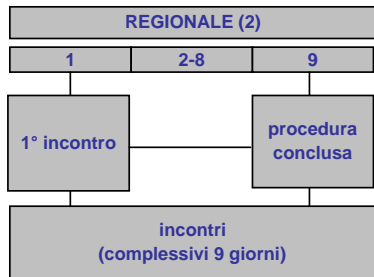 REGIONALE (2)
1 2-8 9
1° incontro
procedura
conclusa
incontri
(complessivi 9 giorni)